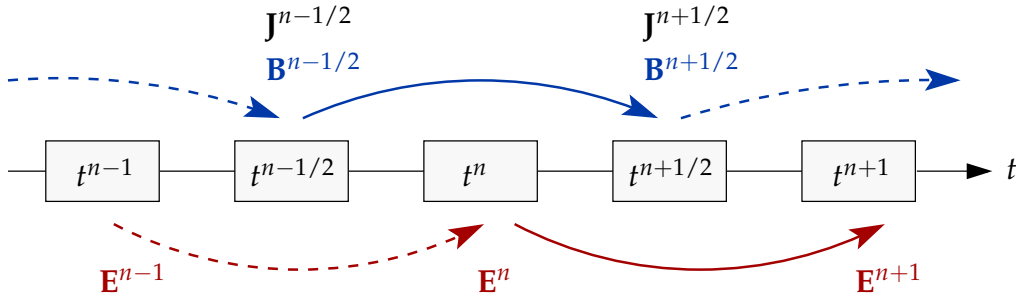 J^{n−1/2} J^{n+1/2}
B^{n−1/2} B^{n+1/2}
t^{n−1} t^{n−1/2} t^{n} t^{n+1/2} t^{n+1} t
E^{n−1} E^{n} E^{n+1}